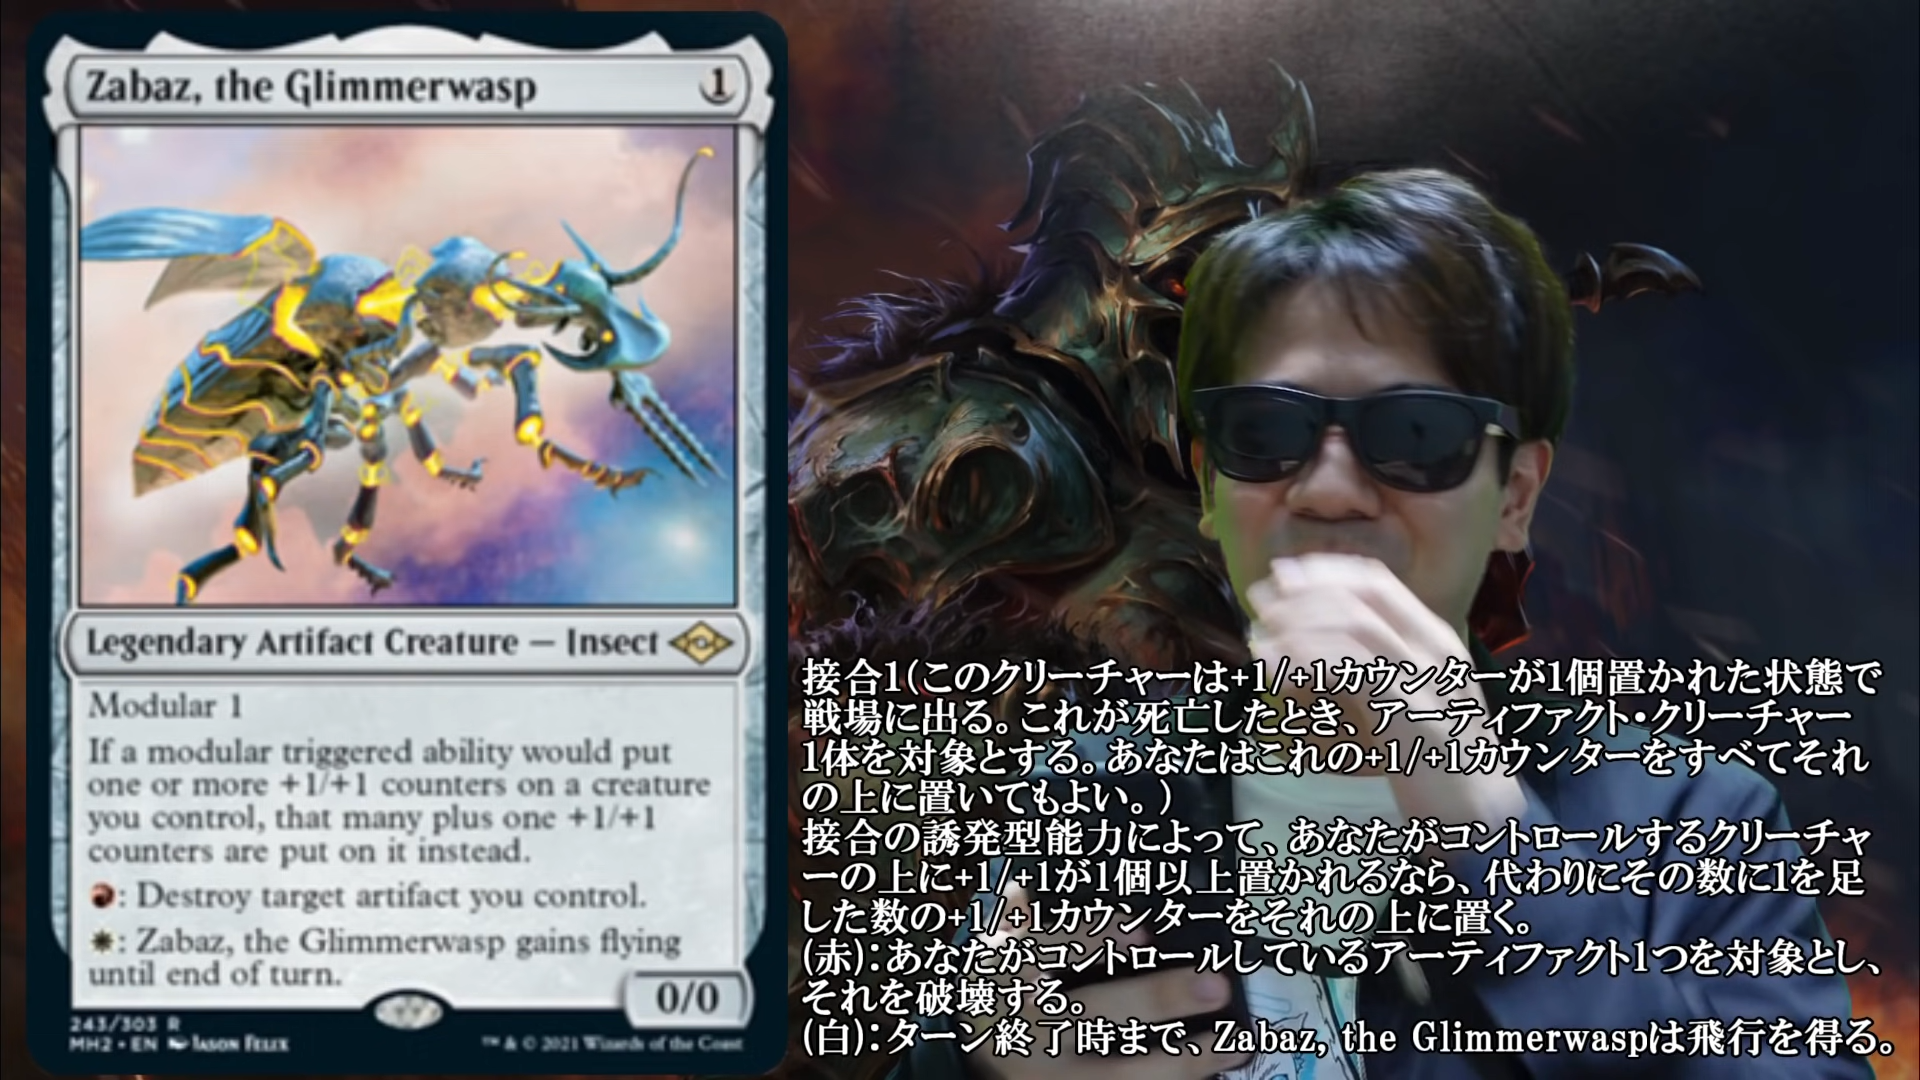 Zabaz, the Glimmerwasp 1
Legendary Artifact Creature — Insect
Modular 1
If a modular triggered ability would put
one or more +1/+1 counters on a creature
you control, that many plus one +1/+1
counters are put on it instead.
: Destroy target artifact you control.
: Zabaz, the Glimmerwasp gains flying
until end of turn.
0/0
243/303 R
MH2 • EN Jason Felix
™ & © 2021 Wizards of the Coast
接合1(このクリーチャーは+1/+1カウンターが1個置かれた状態で
戦場に出る。これが死亡したとき、アーティファクト・クリーチャー
1体を対象とする。あなたはこれの+1/+1カウンターをすべてそれ
の上に置いてもよい。)
接合の誘発型能力によって、あなたがコントロールするクリーチャ
ーの上に+1/+1が1個以上置かれるなら、代わりにその数に1を足
した数の+1/+1カウンターをそれの上に置く。
(赤):あなたがコントロールしているアーティファクト1つを対象とし、
それを破壊する。
(白):ターン終了時まで、Zabaz, the Glimmerwaspは飛行を得る。